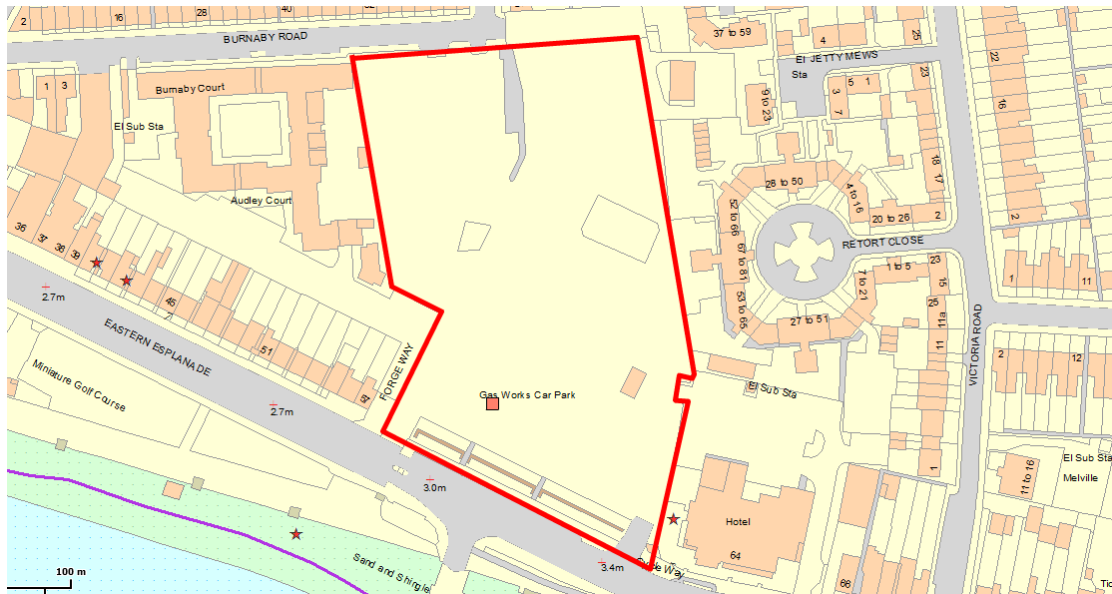 16
28
40
32
BURNABY ROAD
37 to 59
4
25
El JETTY MEWS
Sta
22
1
3
Burnaby Court
5
1
23
9 to 23
3
7
16
El Sub Sta
28 to 50
18
17
Audley Court
4 to 16
52 to 66
20 to 26
2
2
36
37
38
39
67 to 81
RETORT CLOSE
1 to 5
23
1
11
2.7m
45
53 to 65
7 to 21
15
25
27 to 51
11a
EASTERN ESPLANADE
51
11
VICTORIA ROAD
2
12
Miniature Golf Course
FORGE WAY
Gas Works Car Park
El Sub Sta
2.7m
57
El Sub Sta
1
11 to 16
Melville
3.0m
Hotel
64
Sand and Shingle
3.4m
Way
66
100 m